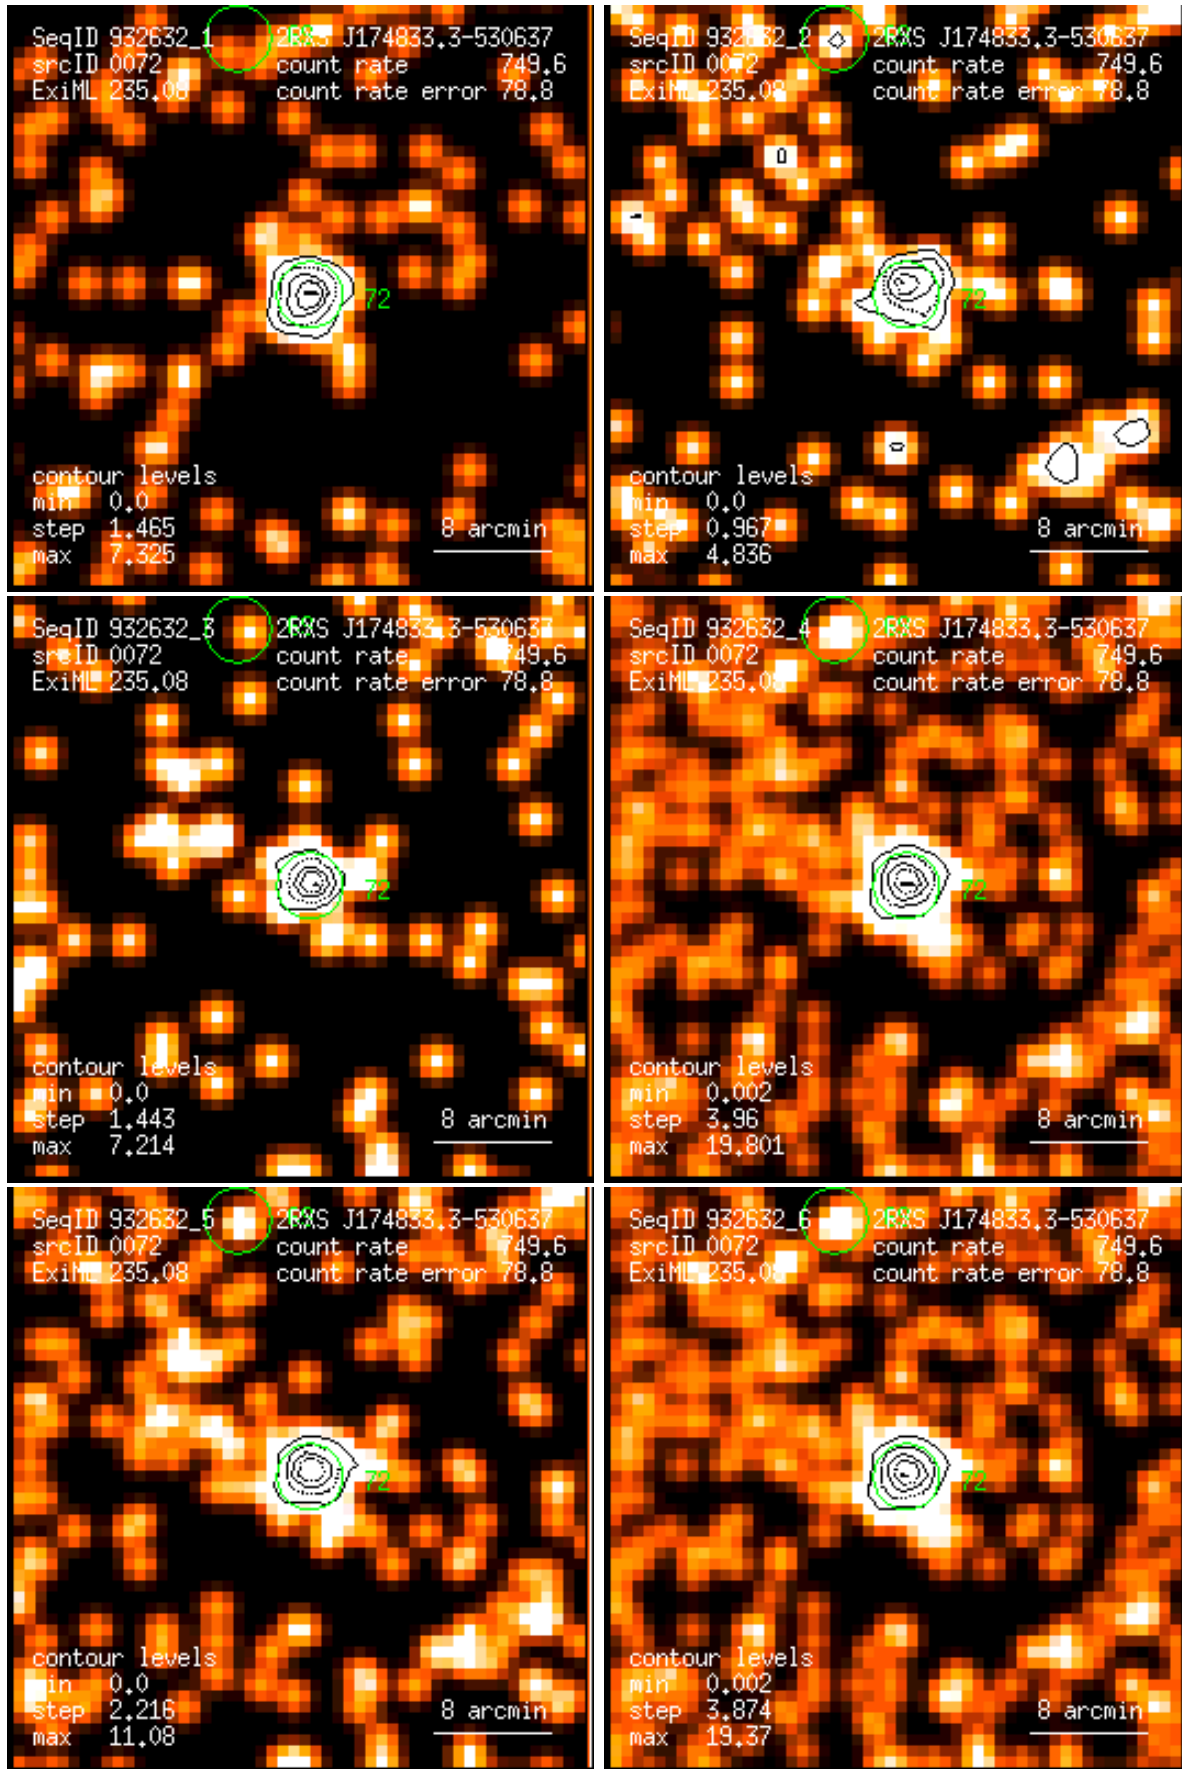 SeqID 932632_1 2RXS J174833.3-530637
srcID 0072 count rate 749.6
ExiML 235.08 count rate error 78.8
72
contour levels
min 0.0
step 1.465
max 7.325
8 arcmin
SeqID 932632_2 2RXS J174833.3-530637
srcID 0072 count rate 749.6
ExiML 235.08 count rate error 78.8
72
contour levels
min 0.0
step 0.967
max 4.836
8 arcmin
SeqID 932632_3 2RXS J174833.3-530637
srcID 0072 count rate 749.6
ExiML 235.08 count rate error 78.8
72
contour levels
min 0.0
step 1.443
max 7.214
8 arcmin
SeqID 932632_4 2RXS J174833.3-530637
srcID 0072 count rate 749.6
ExiML 235.08 count rate error 78.8
72
contour levels
min 0.002
step 3.96
max 19.801
8 arcmin
SeqID 932632_5 2RXS J174833.3-530637
srcID 0072 count rate 749.6
ExiML 235.08 count rate error 78.8
72
contour levels
min 0.0
step 2.216
max 11.08
8 arcmin
SeqID 932632_6 2RXS J174833.3-530637
srcID 0072 count rate 749.6
ExiML 235.08 count rate error 78.8
72
contour levels
min 0.002
step 3.874
max 19.37
8 arcmin